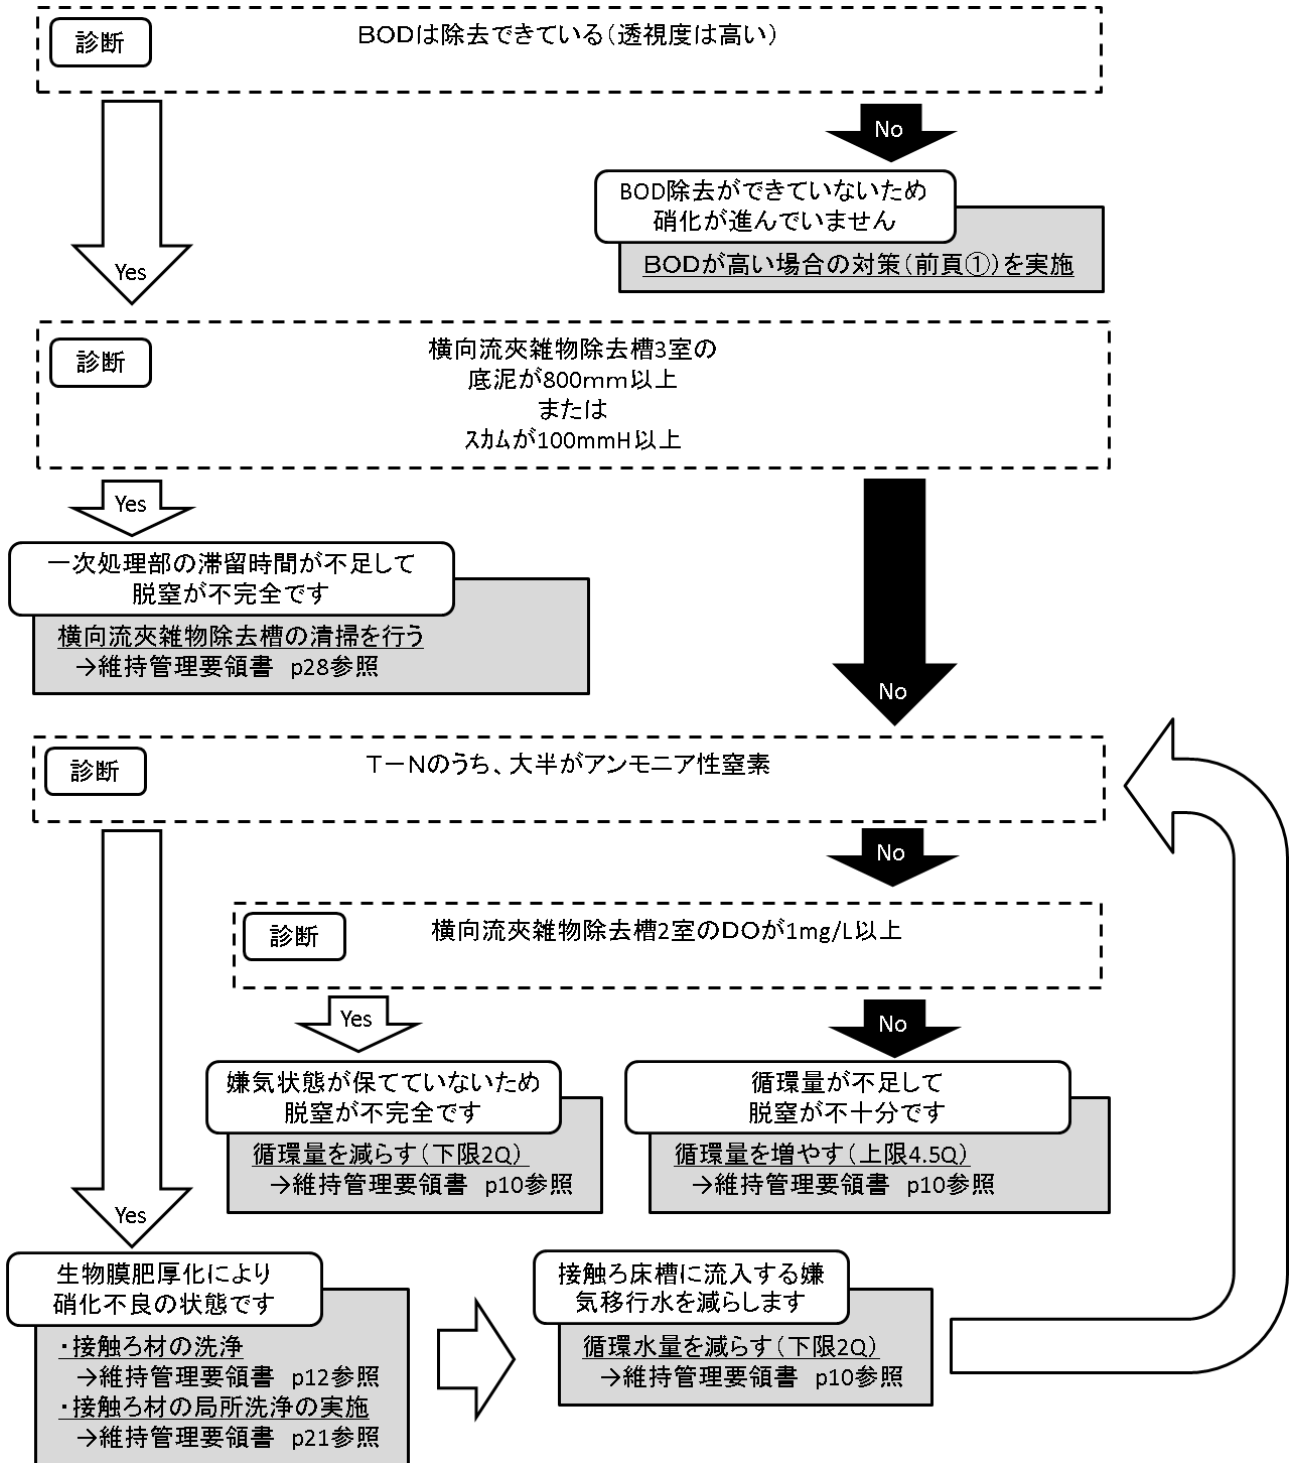 診断
BODは除去できている(透視度は高い)
No
BOD除去ができていないため
硝化が進んでいません
BODが高い場合の対策(前頁①)を実施
Yes
診断
横向流夾雑物除去槽3室の
底泥が800mm以上
または
ｽｶﾑが100mmH以上
Yes
一次処理部の滞留時間が不足して
脱窒が不完全です
横向流夾雑物除去槽の清掃を行う
→維持管理要領書 p28参照
No
診断
T－Nのうち、大半がアンモニア性窒素
No
診断
横向流夾雑物除去槽2室のDOが1mg/L以上
Yes
嫌気状態が保てていないため
脱窒が不完全です
循環量を減らす(下限2Q)
→維持管理要領書 p10参照
No
循環量が不足して
脱窒が不十分です
循環量を増やす(上限4.5Q)
→維持管理要領書 p10参照
Yes
生物膜肥厚化により
硝化不良の状態です
・接触ろ材の洗浄
→維持管理要領書 p12参照
・接触ろ材の局所洗浄の実施
→維持管理要領書 p21参照
接触ろ床槽に流入する嫌
気移行水を減らします
循環水量を減らす(下限2Q)
→維持管理要領書 p10参照